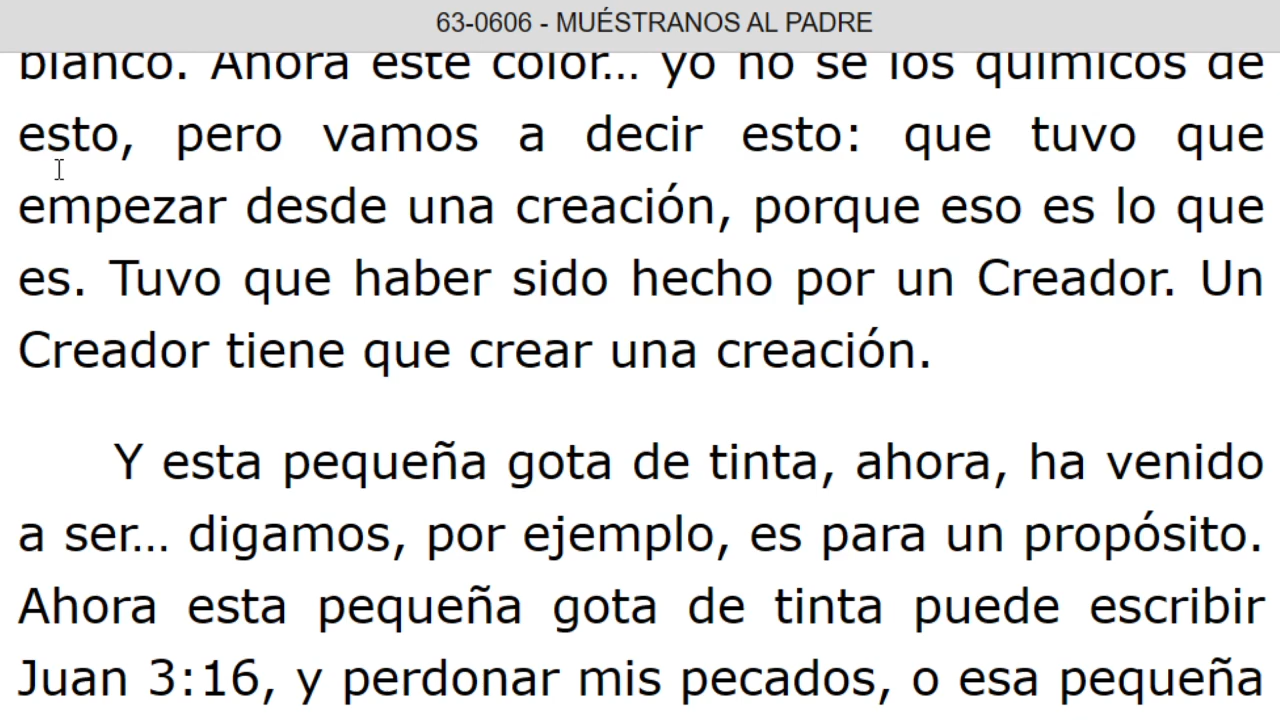 63-0606 - MUÉSTRANOS AL PADRE
blanco. Ahora este color... yo no sé los químicos de
esto, pero vamos a decir esto: que tuvo que
empezar desde una creación, porque eso es lo que
es. Tuvo que haber sido hecho por un Creador. Un
Creador tiene que crear una creación.
Y esta pequeña gota de tinta, ahora, ha venido
a ser... digamos, por ejemplo, es para un propósito.
Ahora esta pequeña gota de tinta puede escribir
Juan 3:16, y perdonar mis pecados, o esa pequeña